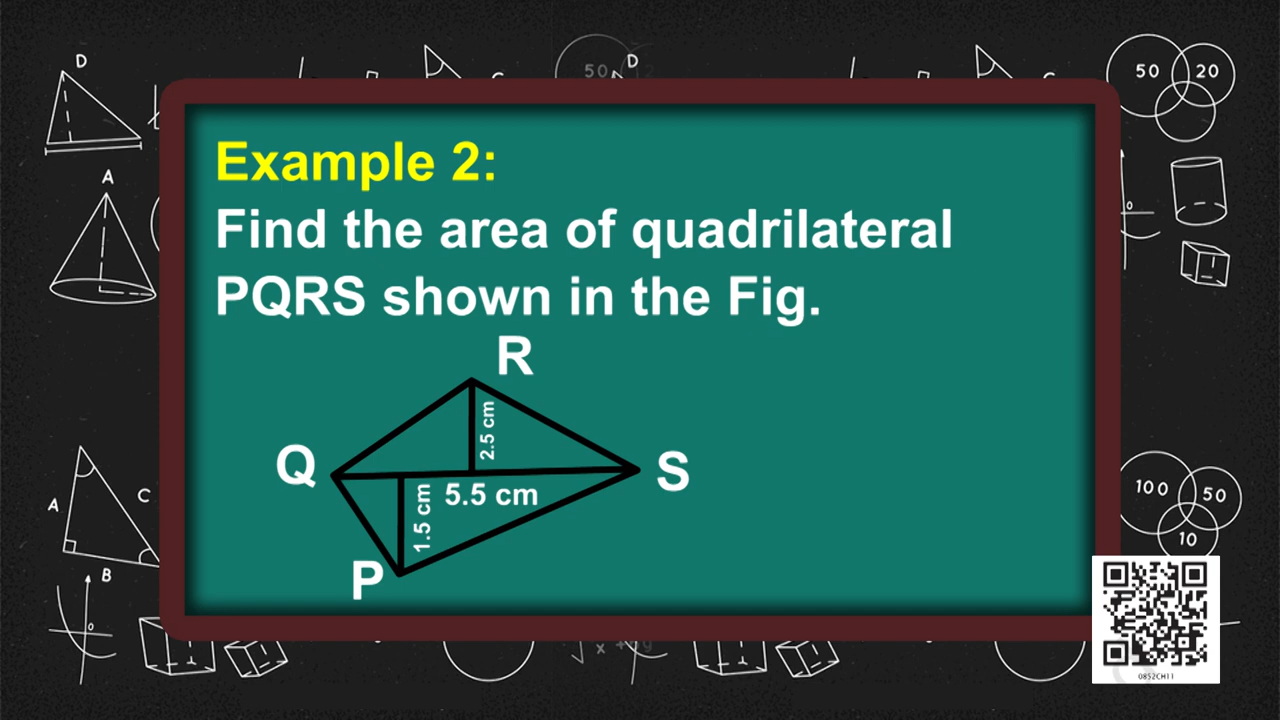 D
50
D
50 20
A
Example 2:
Find the area of quadrilateral
PQRS shown in the Fig.
R
2.5 cm
Q
S
5.5 cm
1.5 cm
P
A
C
B
100
50
10
0852CH11